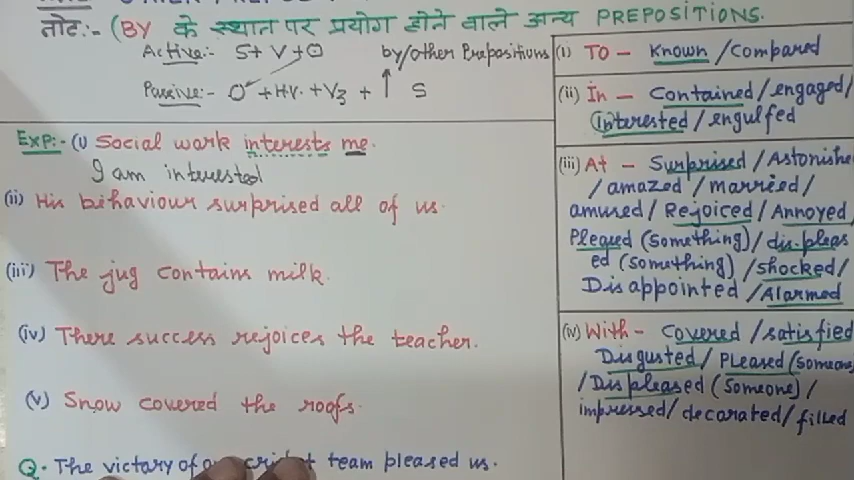 नोट:- (BY के स्थान पर प्रयोग होने वाले अन्य PREPOSITIONS.
Active:- S+ V+O by/other Prepositions
Passive:- O + H.V. + V3 + S
Exp:- (i) Social work interests me.
I am interested
(ii) His behaviour surprised all of us.
(iii) The jug contains milk.
(iv) There success rejoices the teacher.
(v) Snow covered the roofs.
Q. The victory of team pleased us.
(i) TO - Known /Compared
(ii) In - Contained/engaged/
interested/engulfed
(iii) At - Surprised/Astonishe
/amazed/married/
amused/Rejoiced/Annoyed,
Pleased (something)/displeas
ed (something)/shocked/
Disappointed/Alarmed
(iv) With - Covered/satisfied
Disgusted/Pleased (someone)
/Displeased (someone)/
impressed/decorated/filled